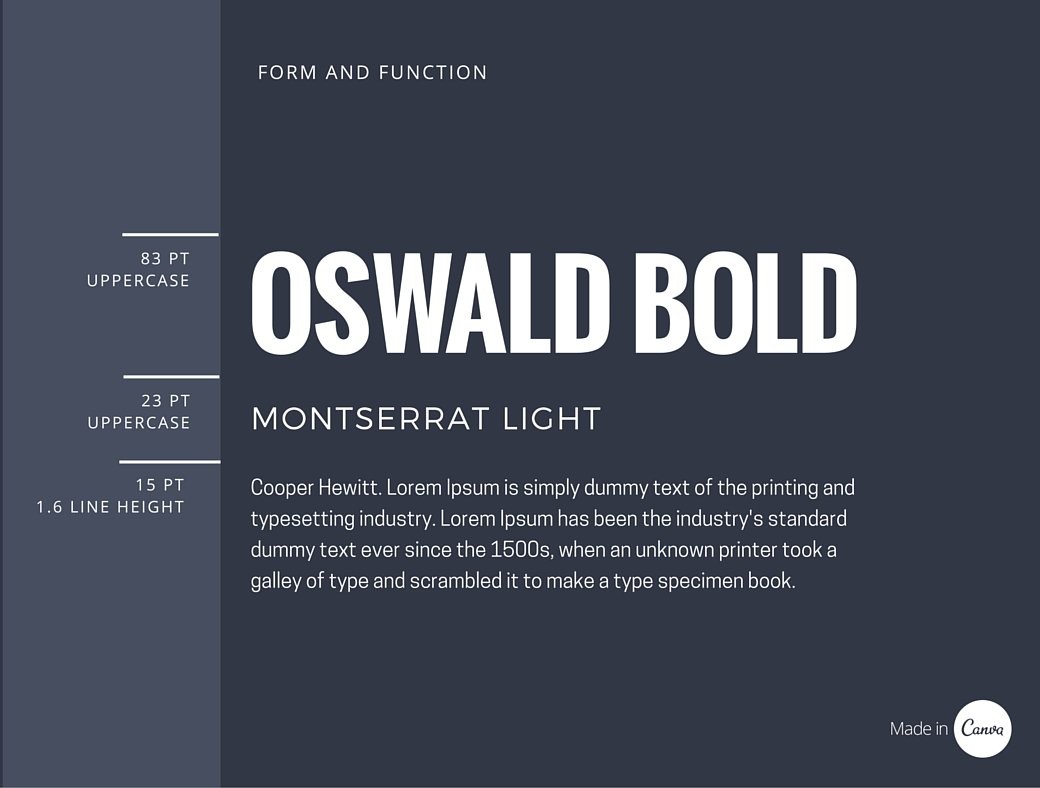 FORM AND FUNCTION
83 PT
UPPERCASE
OSWALD BOLD
23 PT
UPPERCASE
MONTSERRAT LIGHT
15 PT
1.6 LINE HEIGHT
Cooper Hewitt. Lorem Ipsum is simply dummy text of the printing and
typesetting industry. Lorem Ipsum has been the industry's standard
dummy text ever since the 1500s, when an unknown printer took a
galley of type and scrambled it to make a type specimen book.
Made in Canva